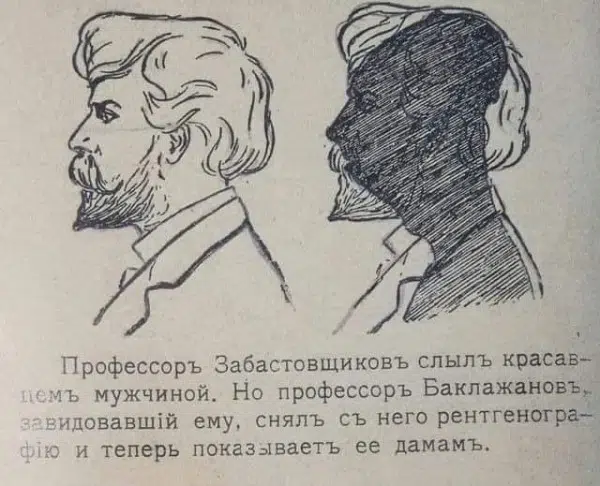 Профессоръ Забастовщиковъ слылъ красав-
цемъ мужчиной. Но профессоръ Баклажановъ,
завидовавшій ему, снялъ съ него рентгеногра-
фію и теперь показываетъ ее дамамъ.